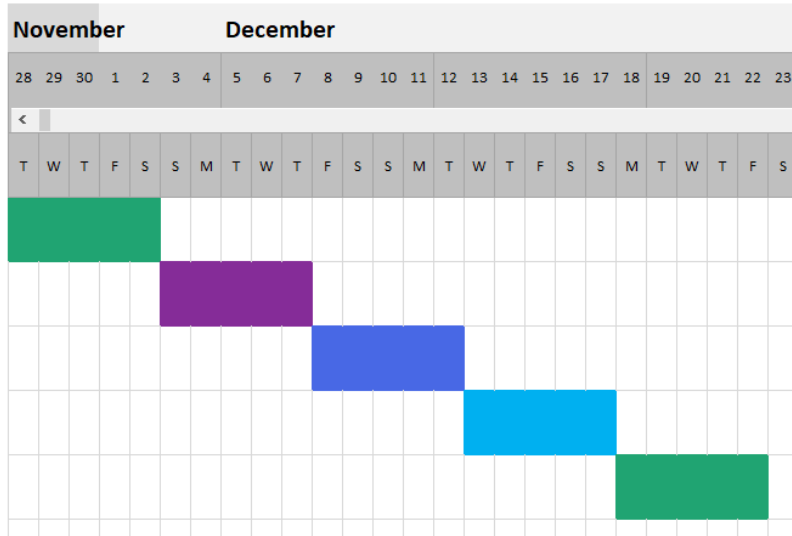 November December
28 29 30 1 2 3 4 5 6 7 8 9 10 11 12 13 14 15 16 17 18 19 20 21 22 23
T W T F S S M T W T F S S M T W T F S S M T W T F S